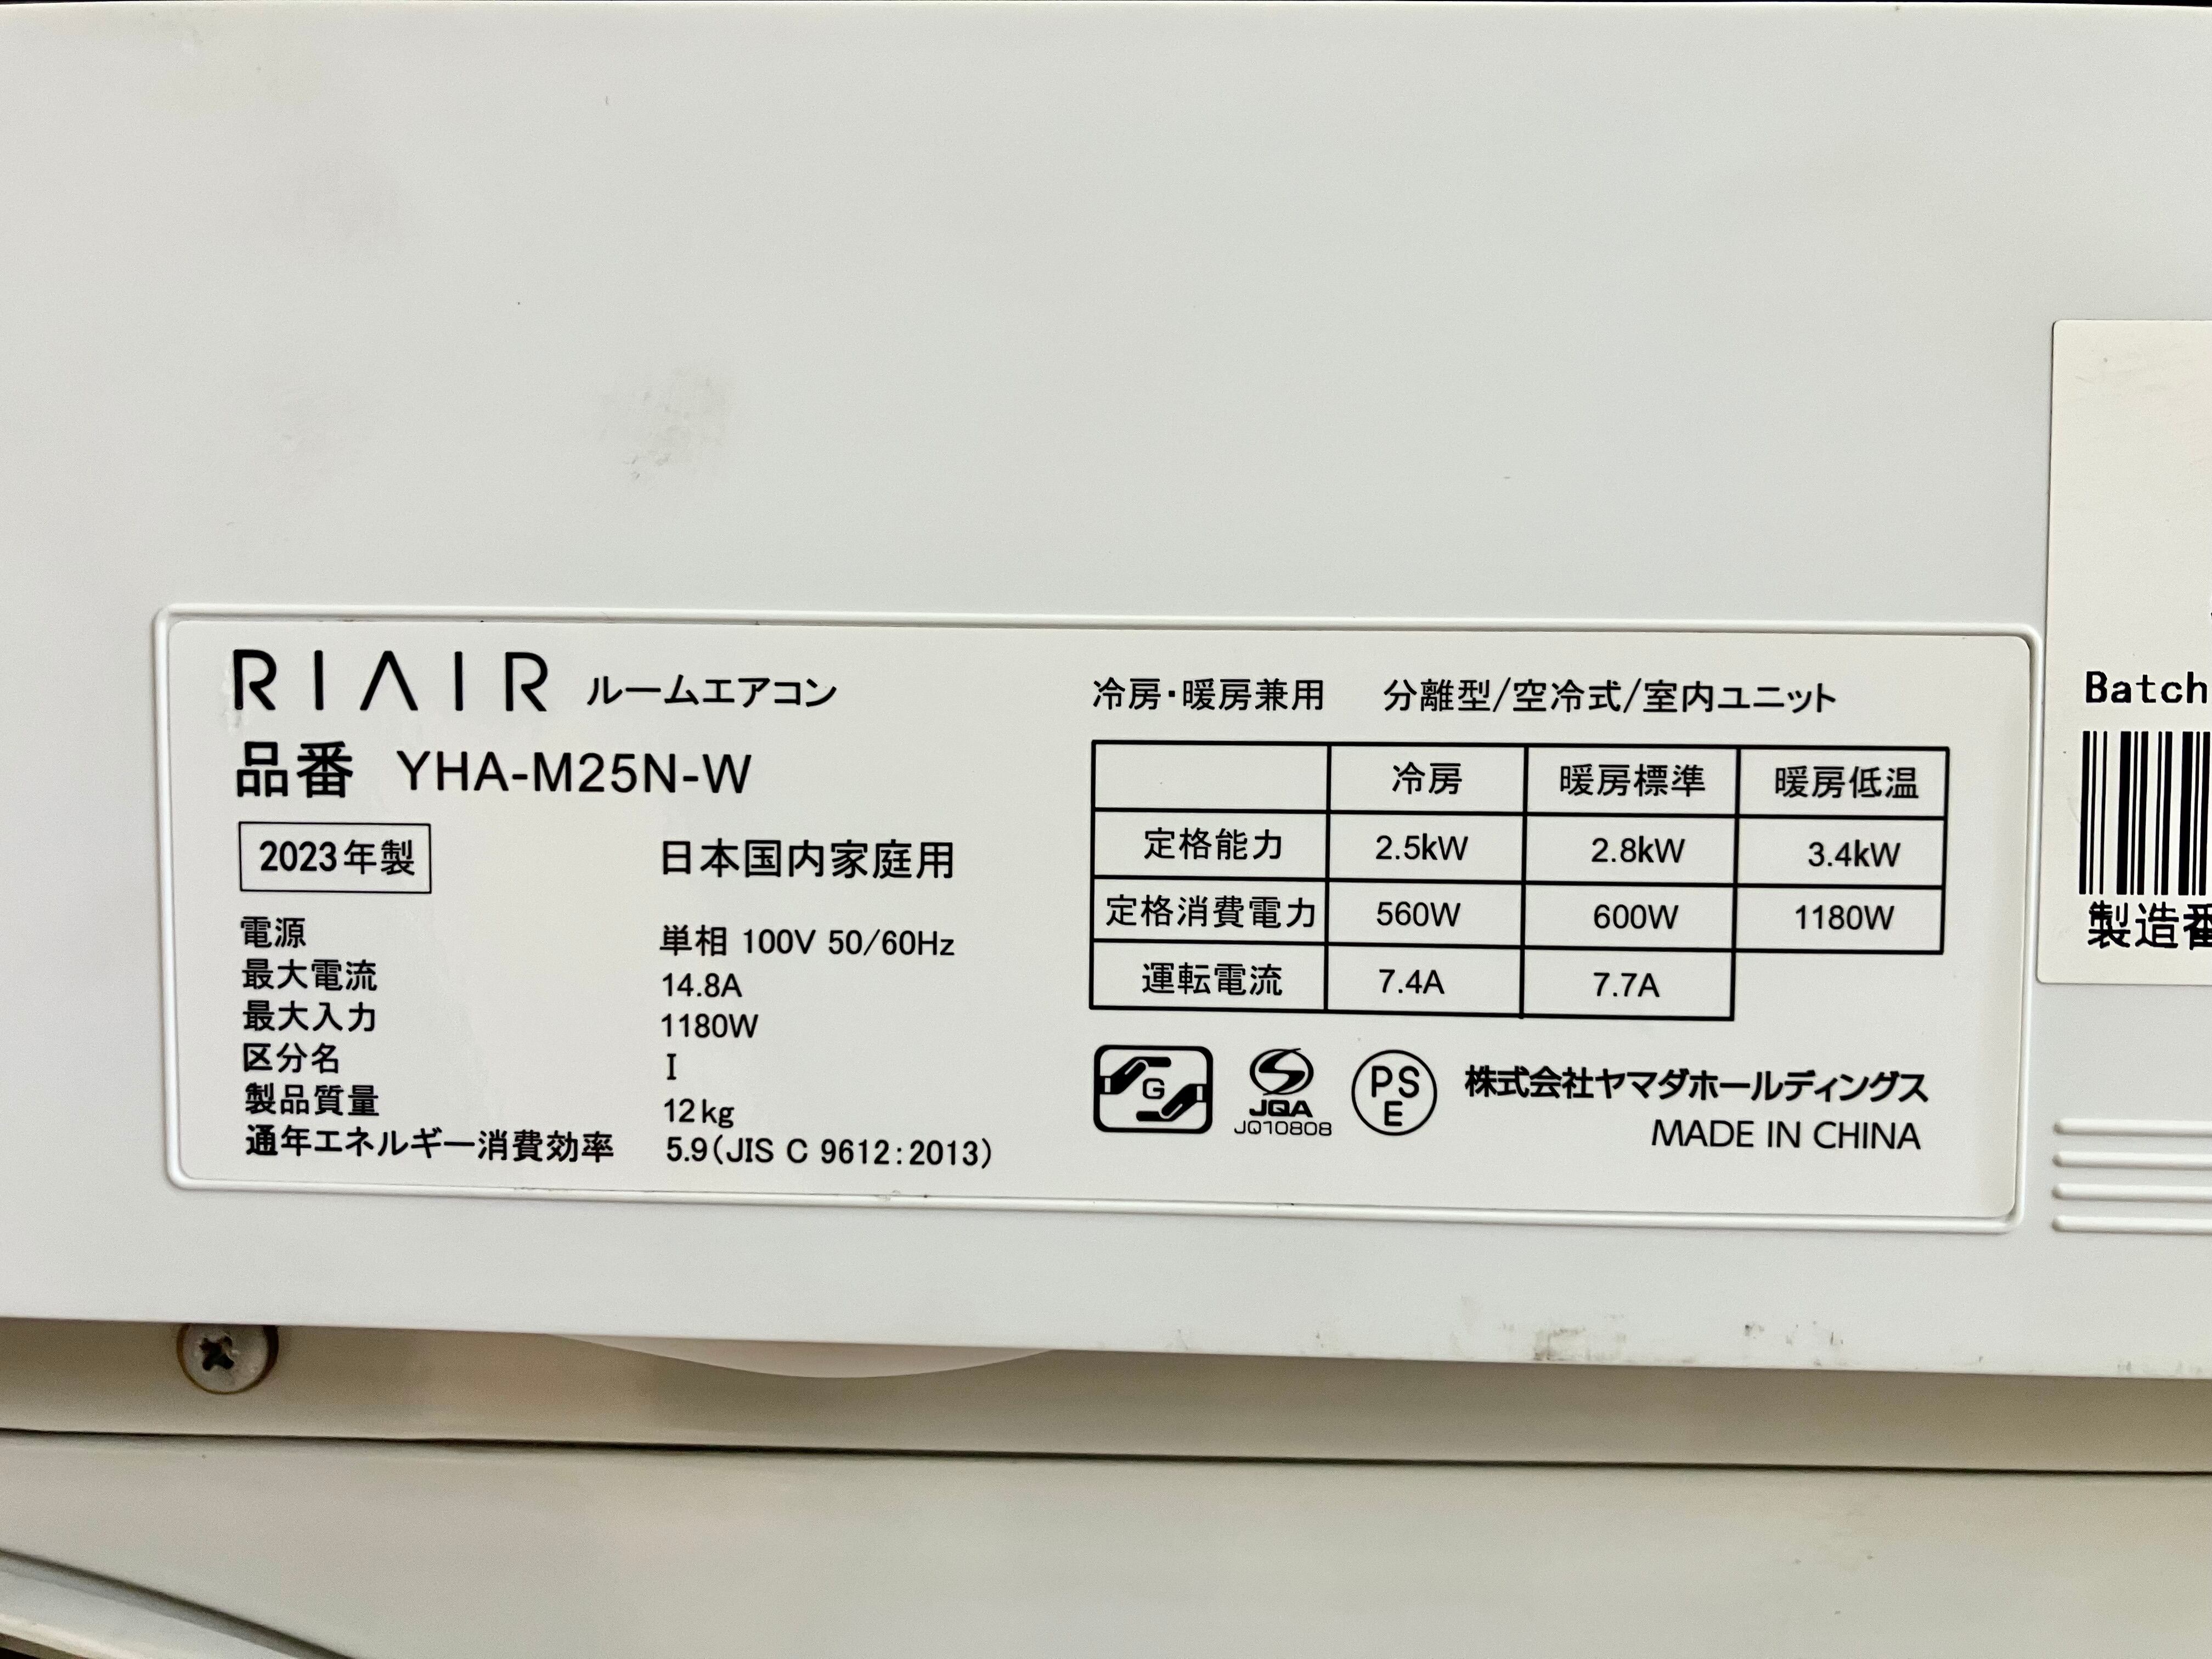 RIAIR ルームエアコン
品番 YHA-M25N-W
2023年製 日本国内家庭用
電源 単相 100V 50/60Hz
最大電流 14.8A
最大入力 1180W
区分名 I
製品質量 12kg
通年エネルギー消費効率 5.9(JIS C 9612:2013)
冷房・暖房兼用 分離型/空冷式/室内ユニット
冷房 暖房標準 暖房低温
定格能力 2.5kW 2.8kW 3.4kW
定格消費電力 560W 600W 1180W
運転電流 7.4A 7.7A
G
JQA
JQ10808
PS
E
株式会社ヤマダホールディングス
MADE IN CHINA
Batch
製造番